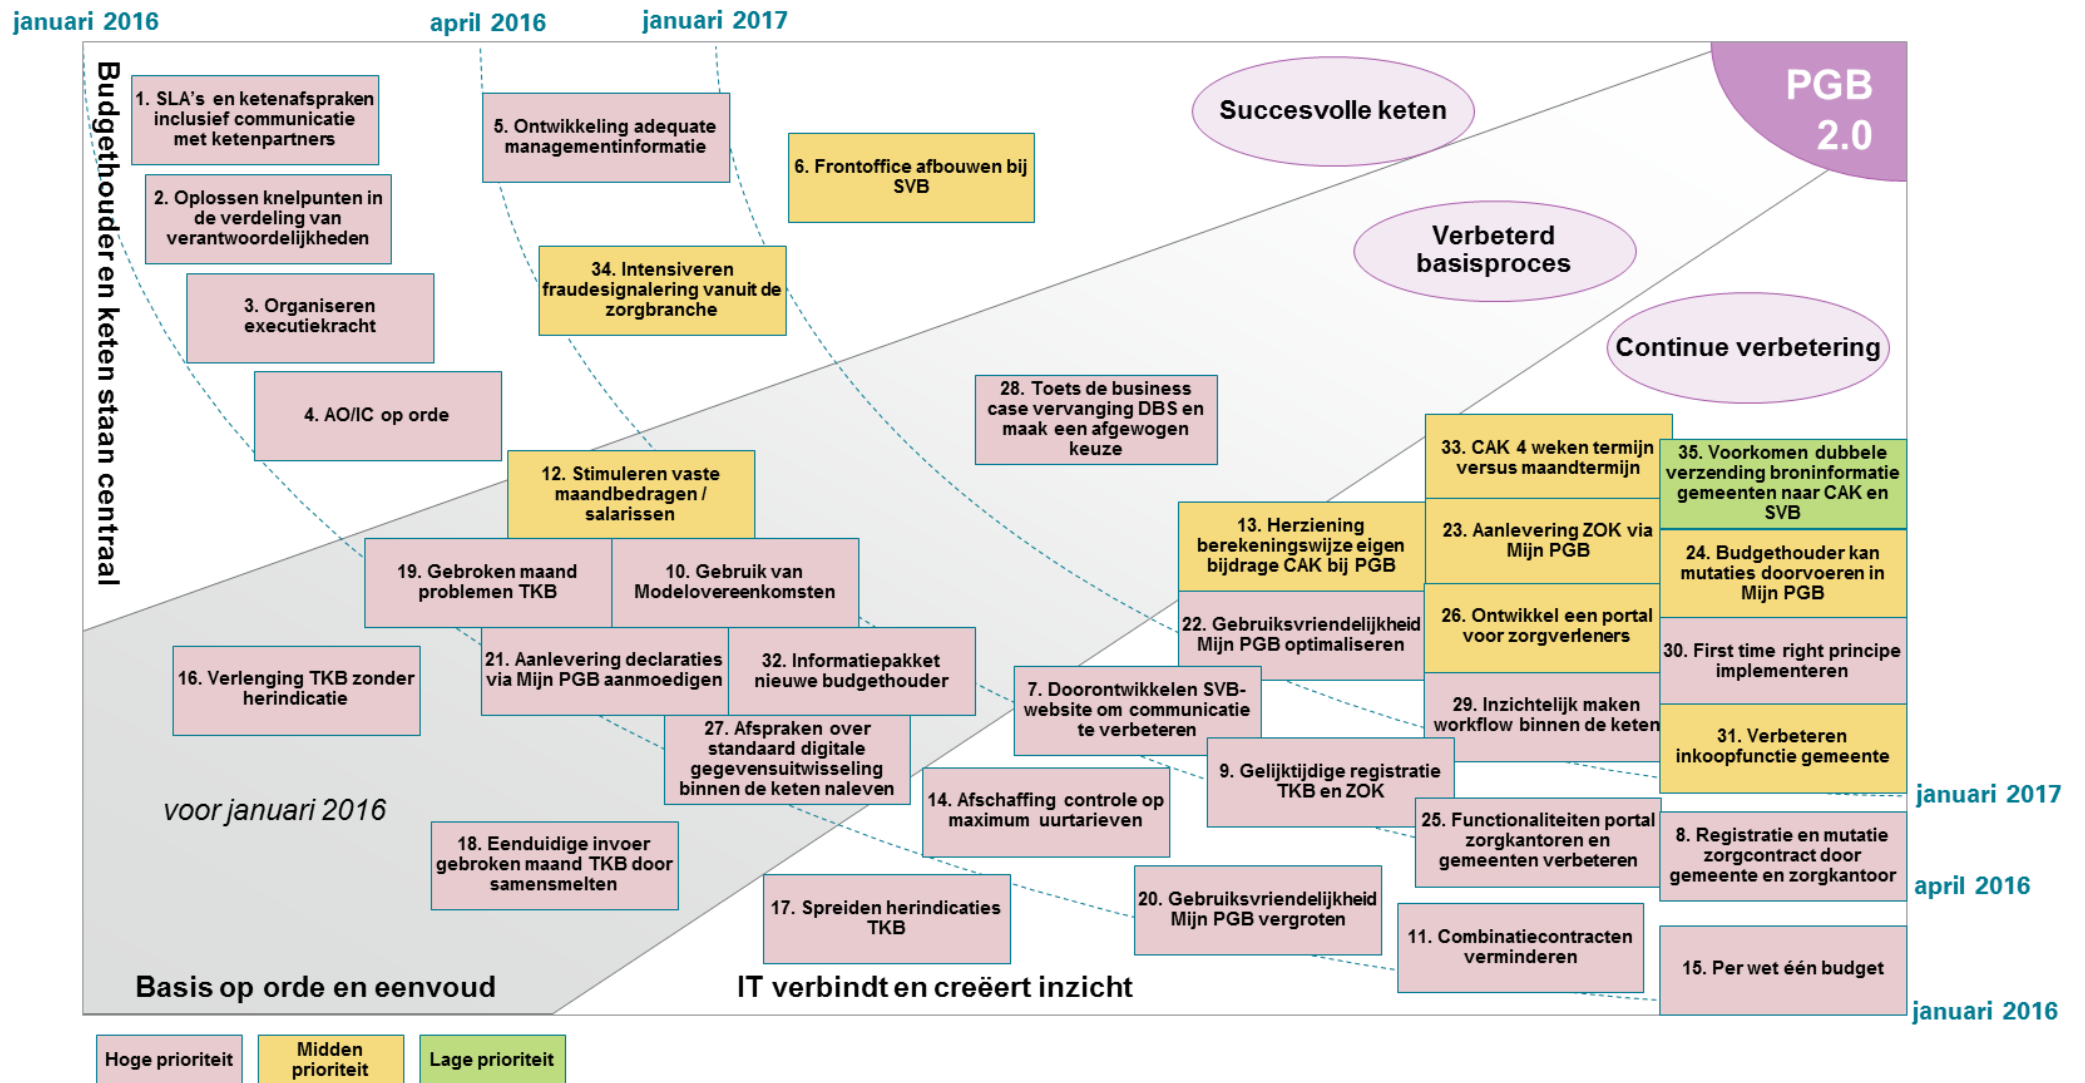 januari 2016
april 2016
januari 2017
Budgethouder en keten staan centraal
1. SLA's en ketenafspraken
inclusief communicatie
met ketenpartners
2. Oplossen knelpunten in
de verdeling van
verantwoordelijkheden
3. Organiseren
executiekracht
4. AO/IC op orde
5. Ontwikkeling adequate
managementinformatie
6. Frontoffice afbouwen bij
SVB
34. Intensiveren
fraudesignalering vanuit de
zorgbranche
Succesvolle keten
PGB
2.0
Verbeterd
basisproces
Continue verbetering
28. Toets de business
case vervanging DBS en
maak een afgewogen
keuze
12. Stimuleren vaste
maandbedragen /
salarissen
19. Gebroken maand
problemen TKB
10. Gebruik van
Modelovereenkomsten
16. Verlenging TKB zonder
herindicatie
21. Aanlevering declaraties
via Mijn PGB aanmoedigen
32. Informatiepakket
nieuwe budgethouder
27. Afspraken over
standaard digitale
gegevensuitwisseling
binnen de keten naleven
voor januari 2016
18. Eenduidige invoer
gebroken maand TKB door
samensmelten
33. CAK 4 weken termijn
versus maandtermijn
35. Voorkomen dubbele
verzending broninformatie
gemeenten naar CAK en
SVB
13. Herziening
berekeningswijze eigen
bijdrage CAK bij PGB
23. Aanlevering ZOK via
Mijn PGB
24. Budgethouder kan
mutaties doorvoeren in
Mijn PGB
22. Gebruiksvriendelijkheid
Mijn PGB optimaliseren
26. Ontwikkel een portal
voor zorgverleners
30. First time right principe
implementeren
7. Doorontwikkelen SVB-
website om communicatie
te verbeteren
29. Inzichtelijk maken
workflow binnen de keten
31. Verbeteren
inkoopfunctie gemeente
9. Gelijktijdige registratie
TKB en ZOK
januari 2017
14. Afschaffing controle op
maximum uurtarieven
25. Functionaliteiten portal
zorgkantoren en
gemeenten verbeteren
8. Registratie en mutatie
zorgcontract door
gemeente en zorgkantoor
april 2016
17. Spreiden herindicaties
TKB
20. Gebruiksvriendelijkheid
Mijn PGB vergroten
11. Combinatiecontracten
verminderen
15. Per wet één budget
januari 2016
Basis op orde en eenvoud
IT verbindt en creëert inzicht
Hoge prioriteit
Midden
prioriteit
Lage prioriteit